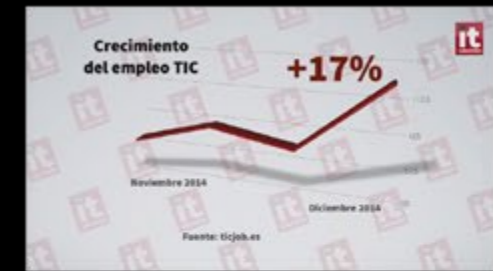 it
Crecimiento
del empleo TIC
+17%
Noviembre 2014
Diciembre 2014
Fuente: ticjob.es